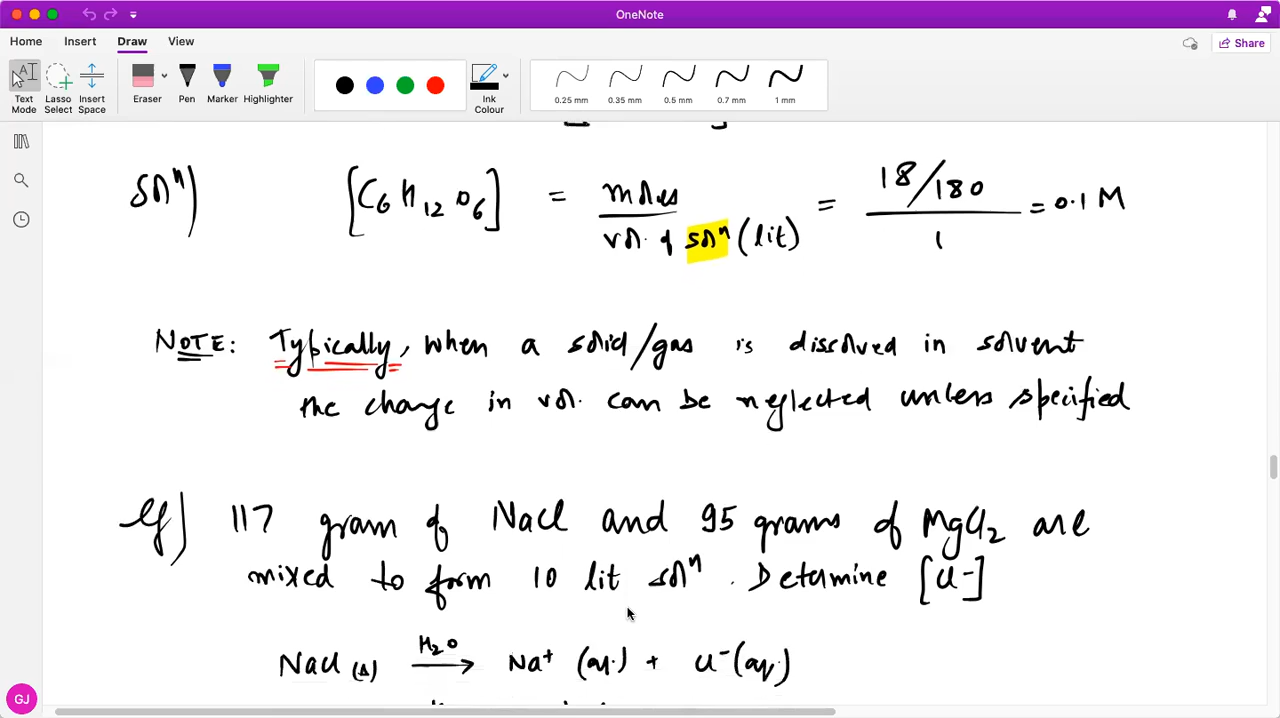 OneNote
Home Insert Draw View
Share
Text Mode
Lasso Select
Insert Space
Eraser
Pen
Marker
Highlighter
Ink Colour
0.25 mm
0.35 mm
0.5 mm
0.7 mm
1 mm
Solⁿ) [C₆H₁₂O₆] = moles / vol. of solⁿ (lit) = 18/180 / 1 = 0.1 M
NOTE: Typically, when a solid/gas is dissolved in solvent
the change in vol. can be neglected unless specified
eg) 117 gram of NaCl and 95 grams of MgCl₂ are
mixed to form 10 lit solⁿ. Determine [Cl⁻]
NaCl (s) —H₂O→ Na⁺ (aq.) + Cl⁻ (aq.)
GJ